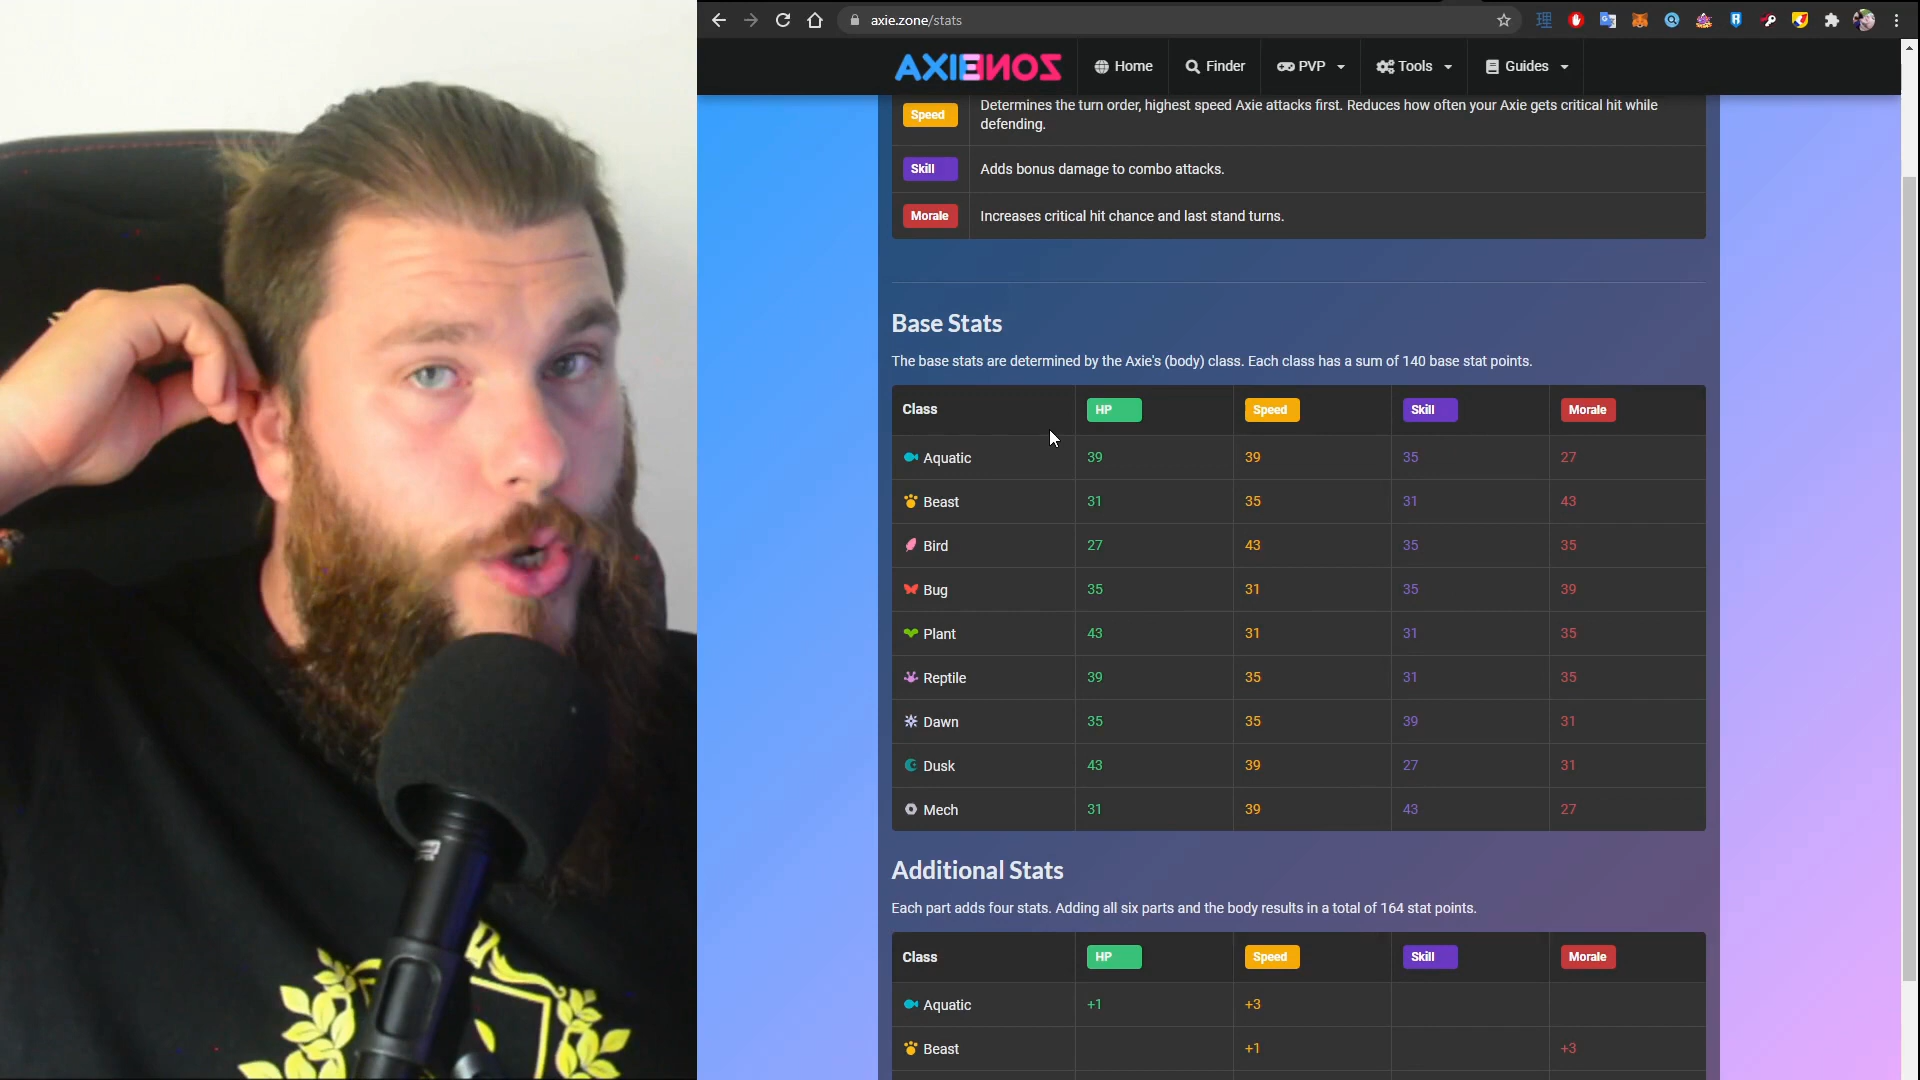 axie.zone/stats
AXIE ZONE
Home
Finder
PVP
Tools
Guides
Speed
Determines the turn order, highest speed Axie attacks first. Reduces how often your Axie gets critical hit while
defending.
Skill
Adds bonus damage to combo attacks.
Morale
Increases critical hit chance and last stand turns.
Base Stats
The base stats are determined by the Axie's (body) class. Each class has a sum of 140 base stat points.
Class HP Speed Skill Morale
Aquatic 39 39 35 27
Beast 31 35 31 43
Bird 27 43 35 35
Bug 35 31 35 39
Plant 43 31 31 35
Reptile 39 35 31 35
Dawn 35 35 39 31
Dusk 43 39 27 31
Mech 31 39 43 27
Additional Stats
Each part adds four stats. Adding all six parts and the body results in a total of 164 stat points.
Class HP Speed Skill Morale
Aquatic +1 +3
Beast +1 +3